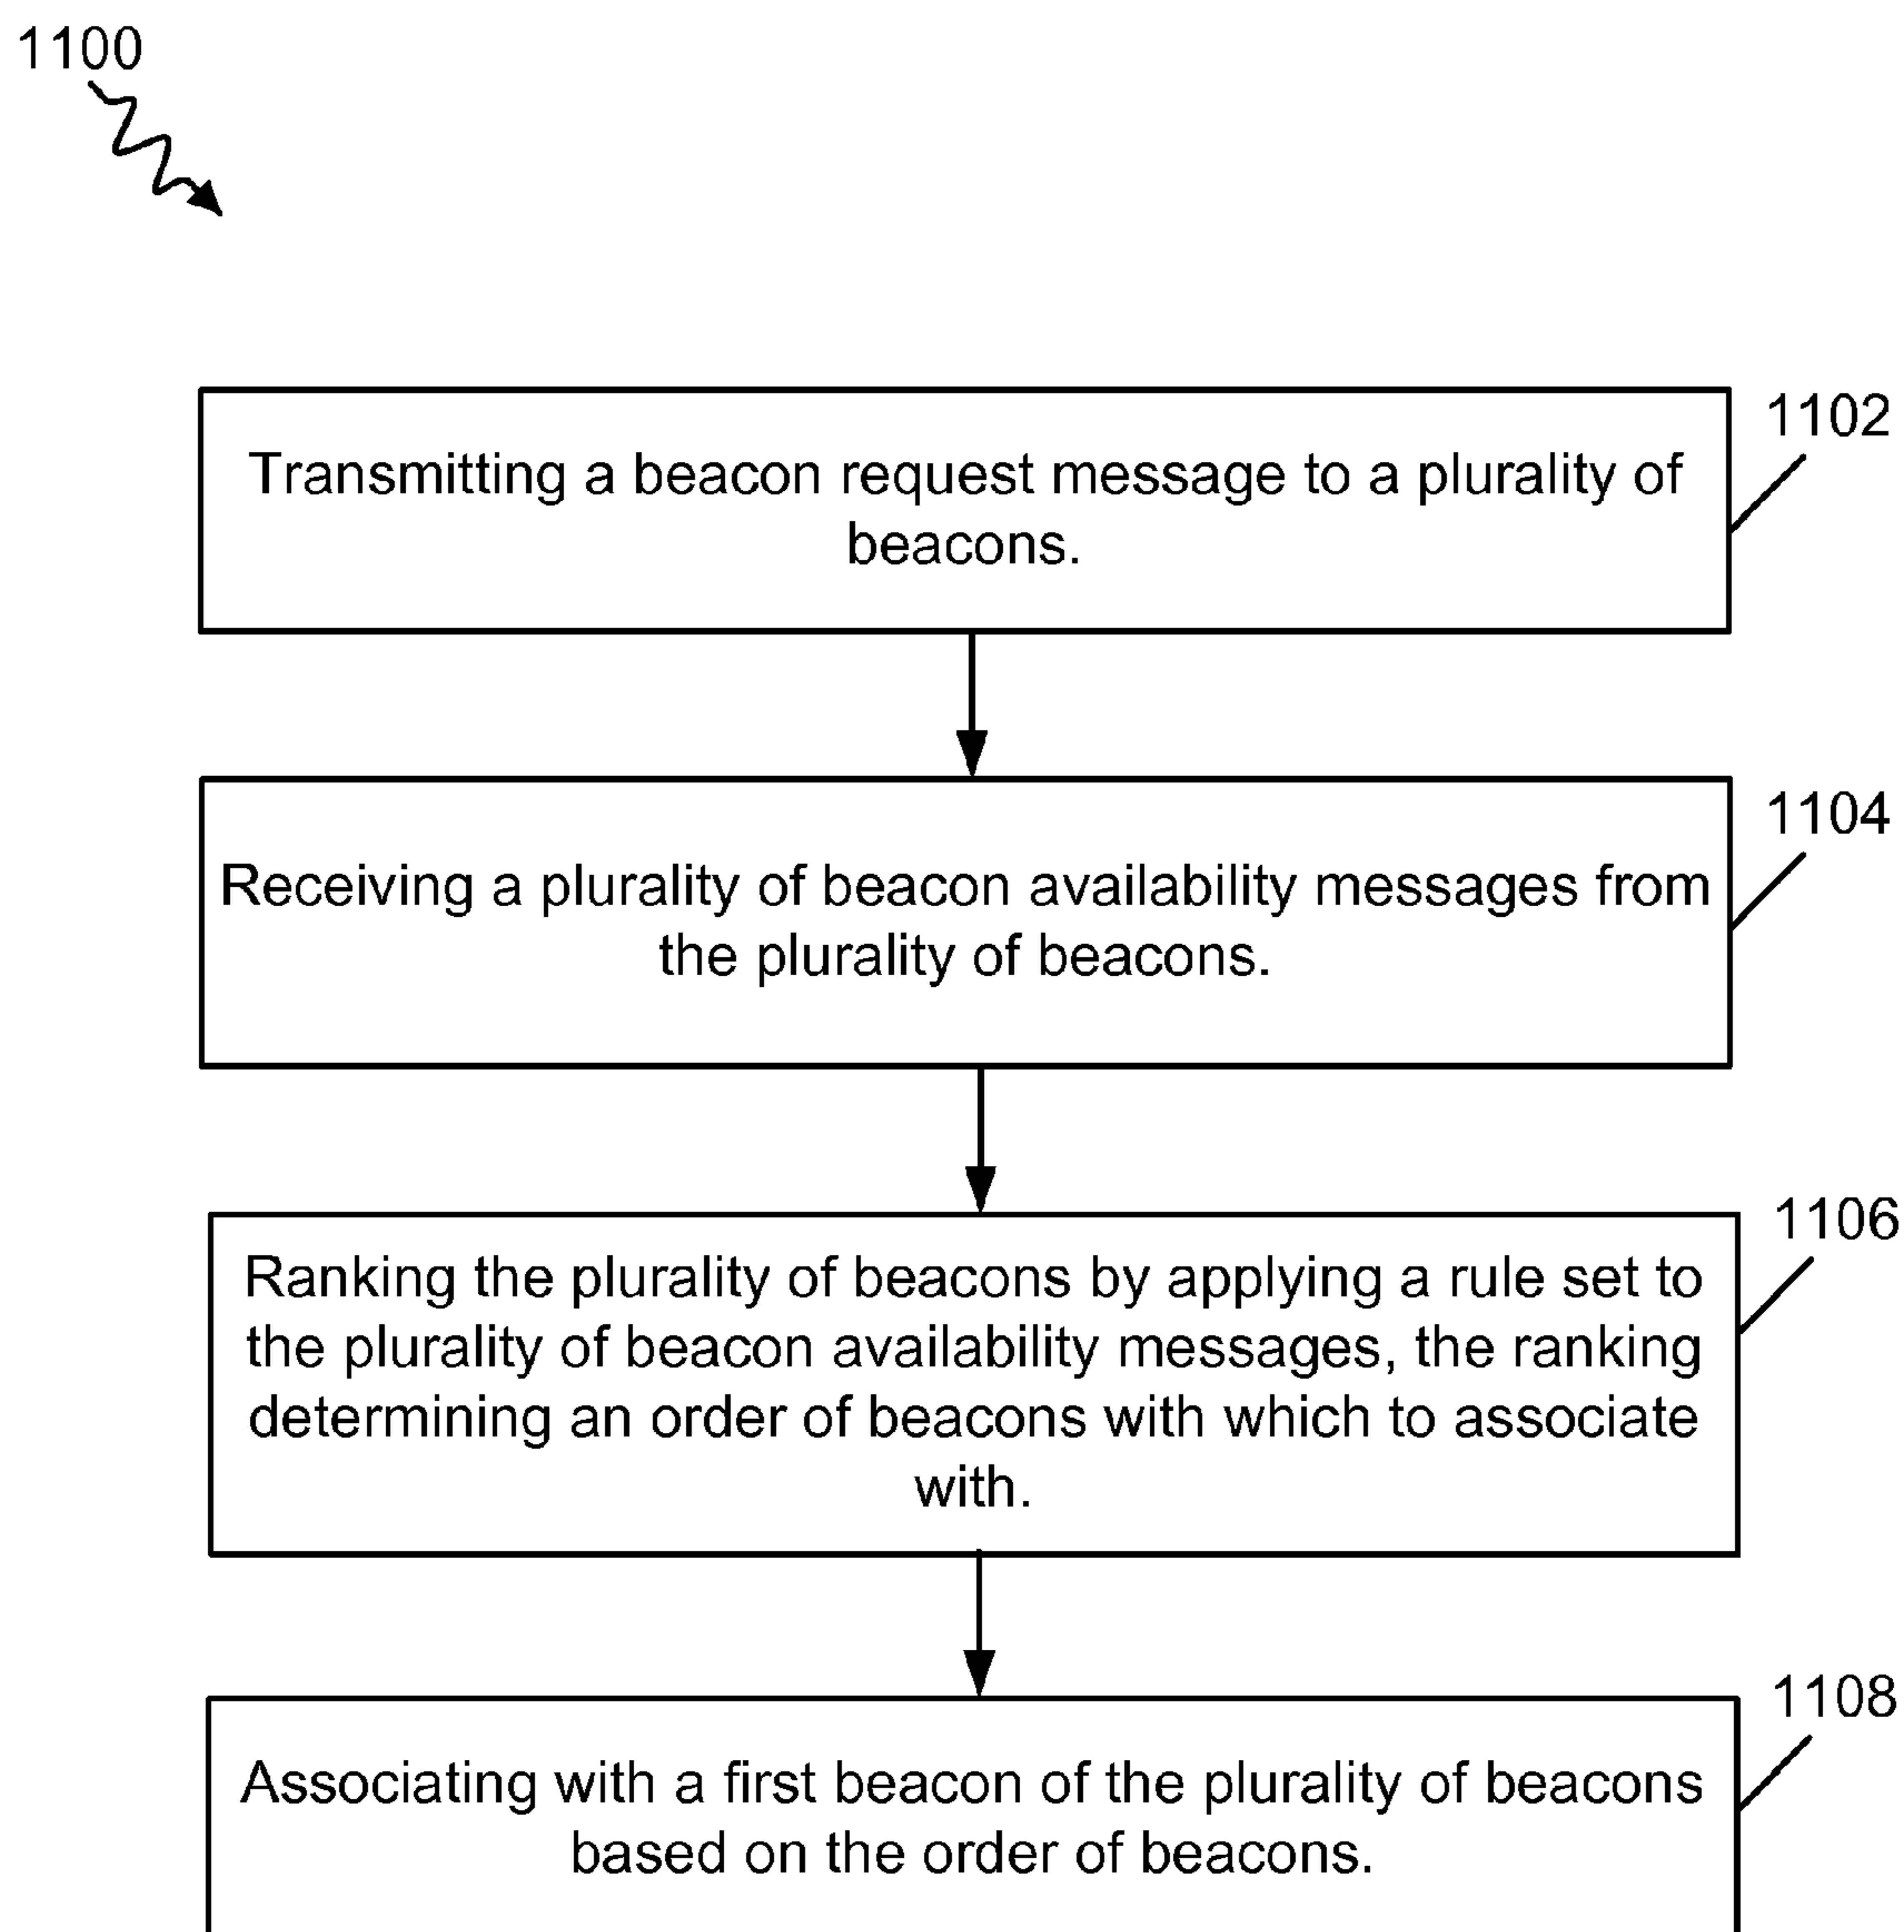 1100
1102
Transmitting a beacon request message to a plurality of
beacons.
1104
Receiving a plurality of beacon availability messages from
the plurality of beacons.
1106
Ranking the plurality of beacons by applying a rule set to
the plurality of beacon availability messages, the ranking
determining an order of beacons with which to associate
with.
1108
Associating with a first beacon of the plurality of beacons
based on the order of beacons.